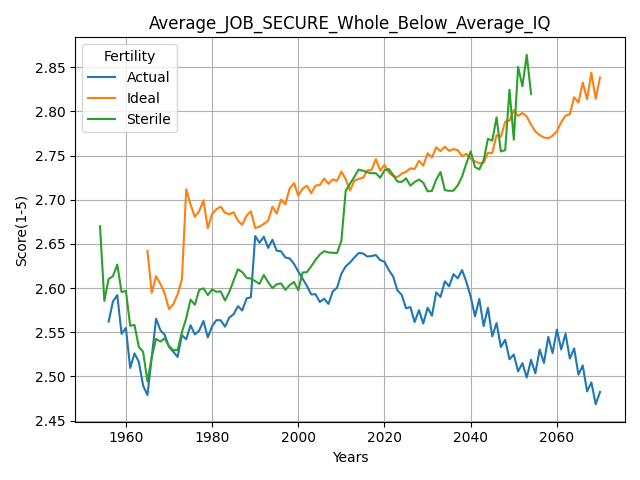 Average_JOB_SECURE_Whole_Below_Average_IQ
Score(1-5)
2.85
2.80
2.75
2.70
2.65
2.60
2.55
2.50
2.45
Fertility
Actual
Ideal
Sterile
1960
1980
2000
2020
2040
2060
Years